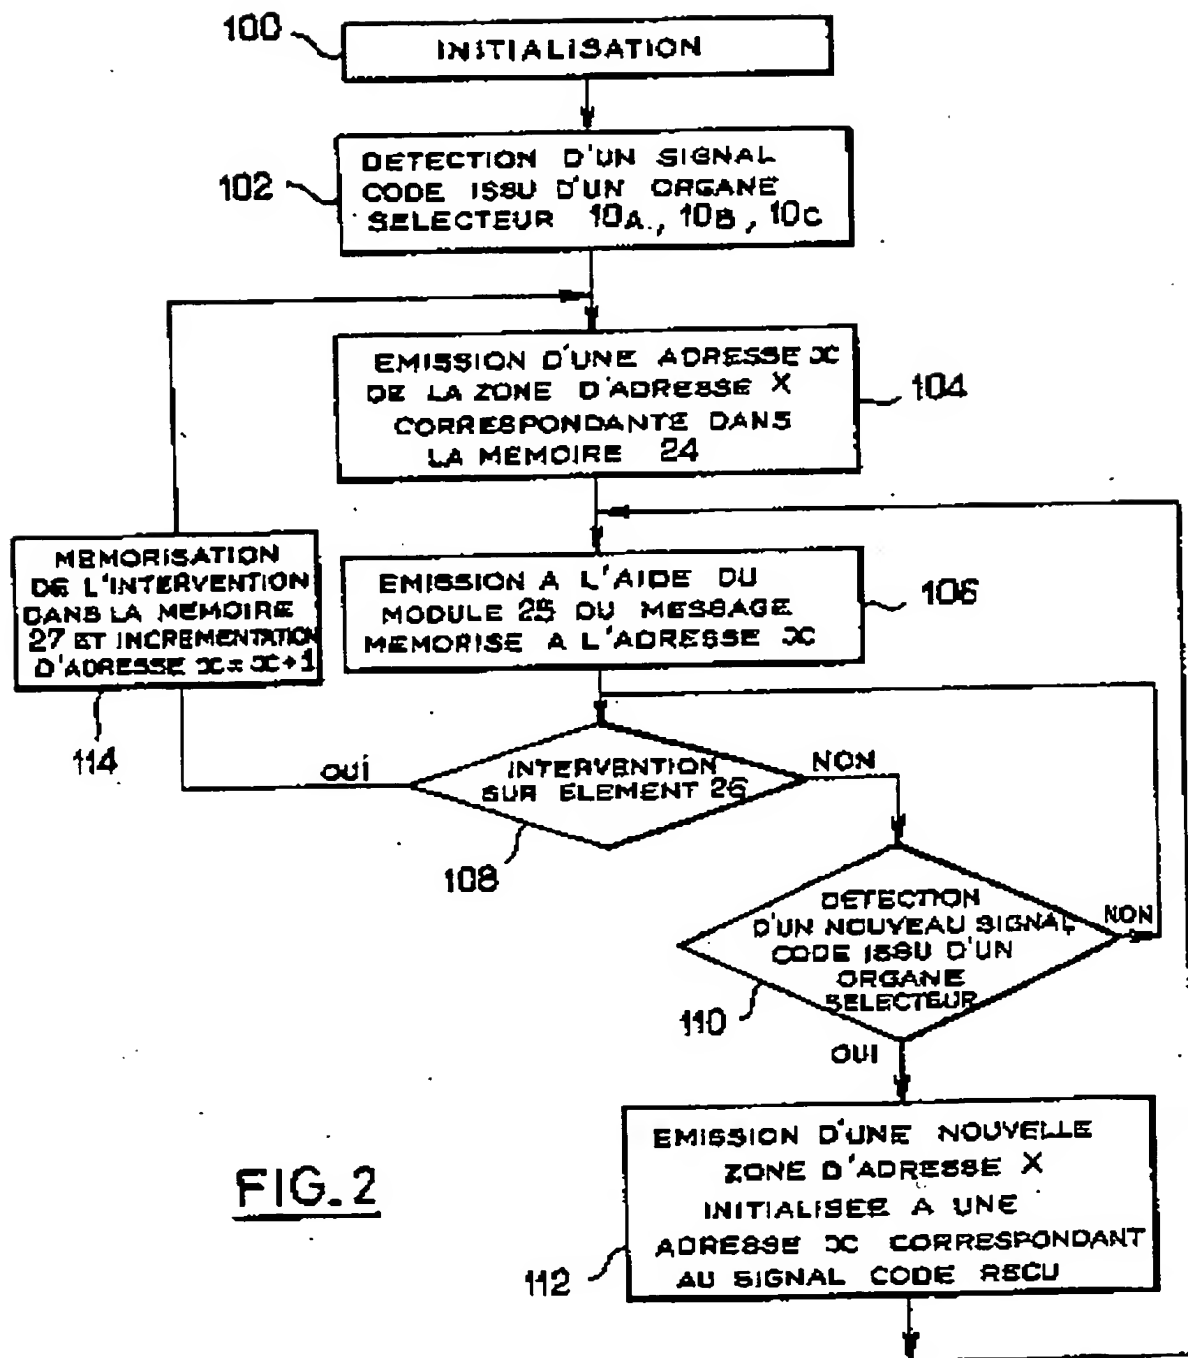 100
INITIALISATION
102
DETECTION D'UN SIGNAL
CODE ISSU D'UN ORGANE
SELECTEUR 10A., 10B, 10C
EMISSION D'UNE ADRESSE x
DE LA ZONE D'ADRESSE X
CORRESPONDANTE DANS
LA MEMOIRE 24
104
MEMORISATION
DE L'INTERVENTION
DANS LA MEMOIRE
27 ET INCREMENTATION
D'ADRESSE x = x+1
114
EMISSION A L'AIDE DU
MODULE 25 DU MESSAGE
MEMORISE A L'ADRESSE x
106
OUI
INTERVENTION
SUR ELEMENT 26
NON
108
DETECTION
D'UN NOUVEAU SIGNAL
CODE ISSU D'UN
ORGANE
SELECTEUR
NON
110
OUI
EMISSION D'UNE NOUVELLE
ZONE D'ADRESSE X
INITIALISEE A UNE
ADRESSE x CORRESPONDANT
AU SIGNAL CODE RECU
112
FIG_2